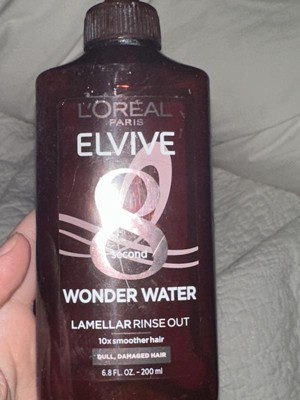 L'ORÉAL
PARIS
ELVIVE
8
second
WONDER WATER
LAMELLAR RINSE OUT
10x smoother hair
DULL, DAMAGED HAIR
6.8 FL. OZ - 200 ml